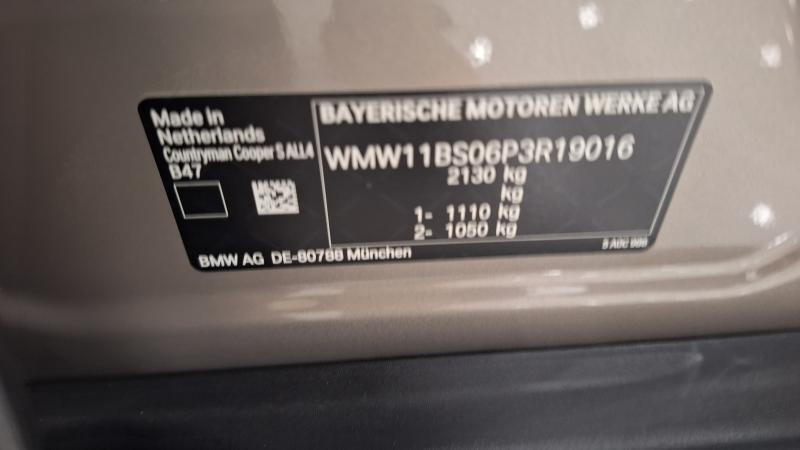 Made in
Netherlands
Countryman Cooper S ALL4
B47
BAYERISCHE MOTOREN WERKE AG
WMW11BS06P3R19016
2130 kg
kg
1- 1110 kg
2- 1050 kg
BMW AG DE-80788 München